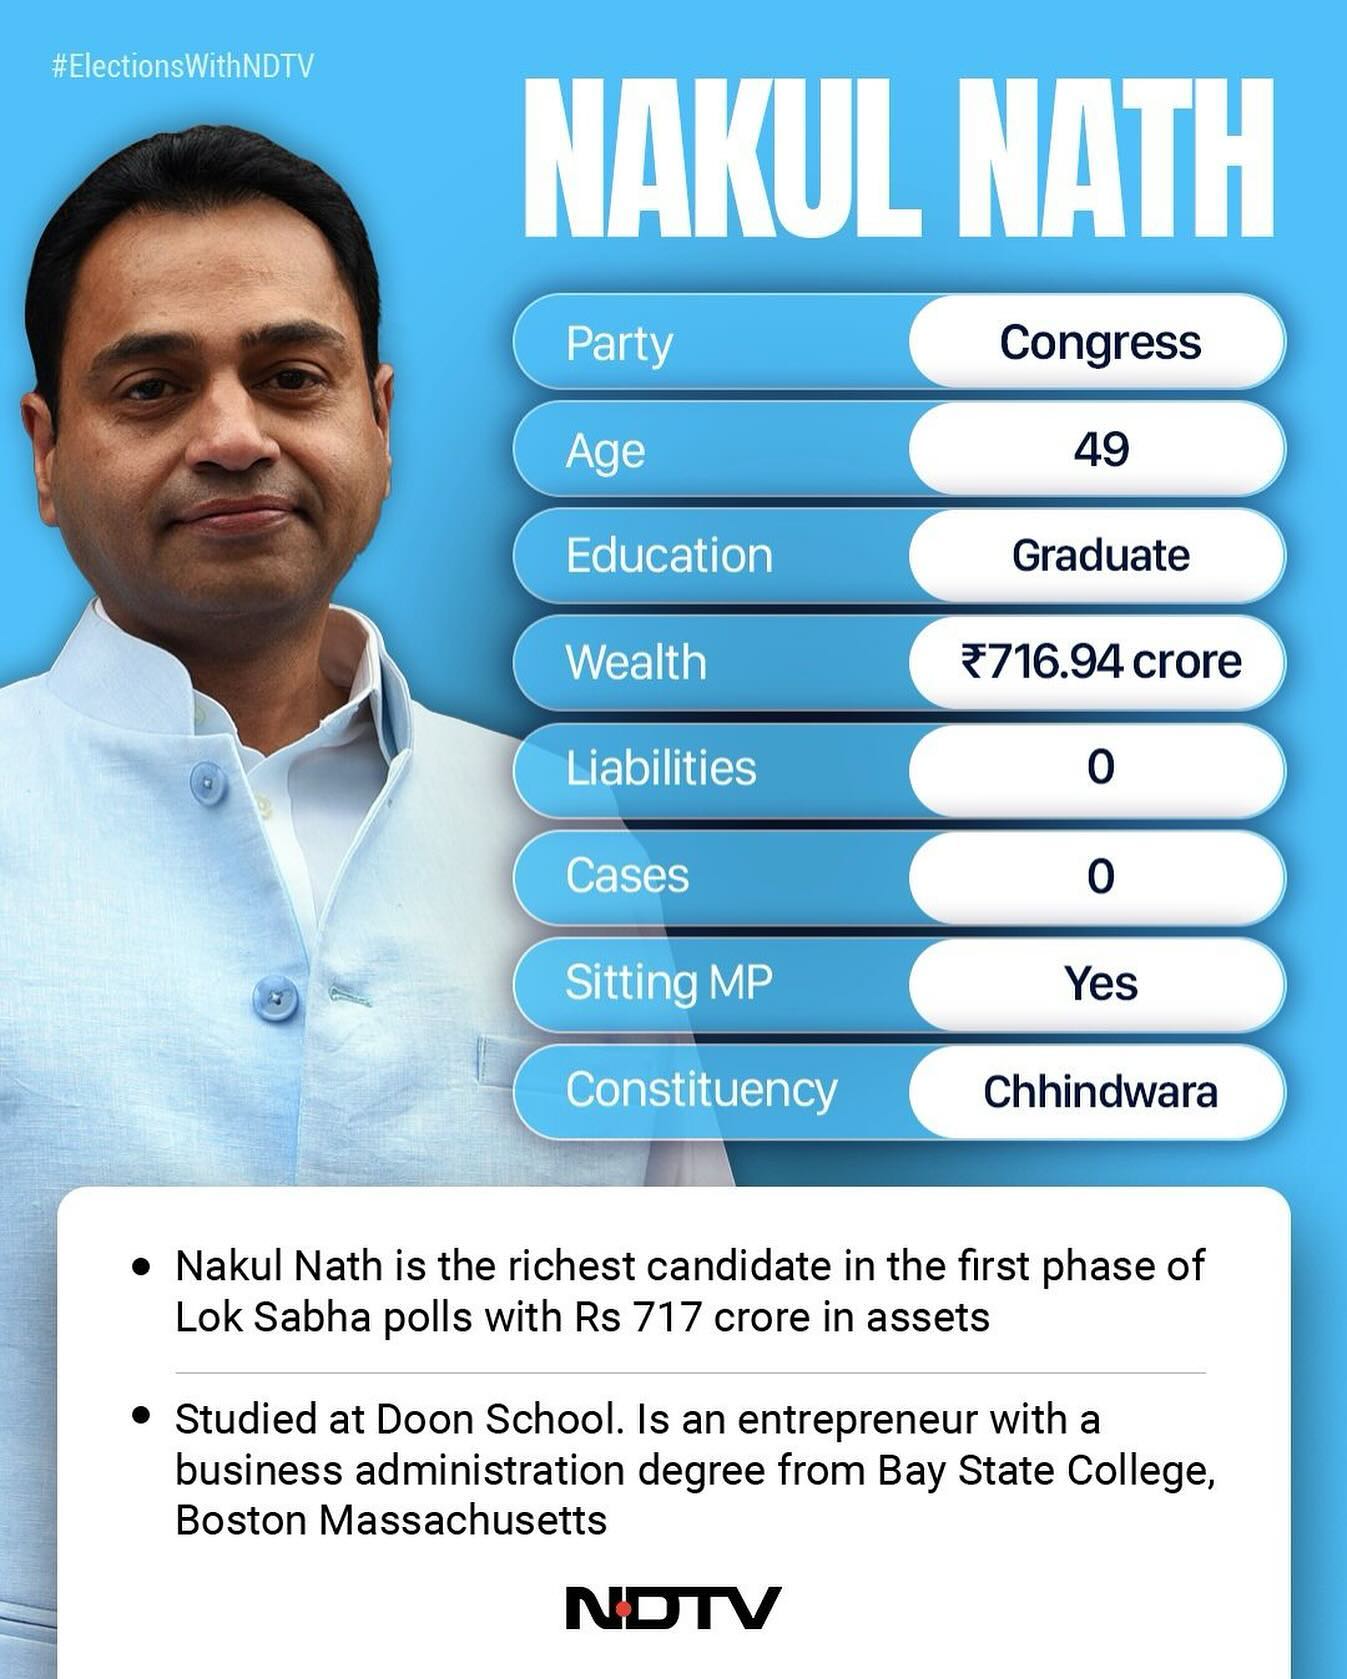 #ElectionsWithNDTV
NAKUL NATH
Party Congress
Age 49
Education Graduate
Wealth ₹716.94 crore
Liabilities 0
Cases 0
Sitting MP Yes
Constituency Chhindwara
• Nakul Nath is the richest candidate in the first phase of
Lok Sabha polls with Rs 717 crore in assets
• Studied at Doon School. Is an entrepreneur with a
business administration degree from Bay State College,
Boston Massachusetts
NDTV